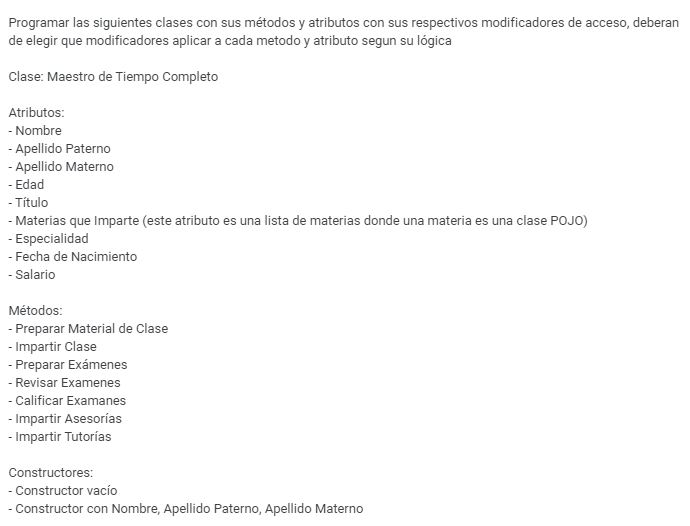 Programar las siguientes clases con sus métodos y atributos con sus respectivos modificadores de acceso, deberan
de elegir que modificadores aplicar a cada metodo y atributo segun su lógica
Clase: Maestro de Tiempo Completo
Atributos:
- Nombre
- Apellido Paterno
- Apellido Materno
- Edad
- Título
- Materias que Imparte (este atributo es una lista de materias donde una materia es una clase POJO)
- Especialidad
- Fecha de Nacimiento
- Salario
Métodos:
- Preparar Material de Clase
- Impartir Clase
- Preparar Exámenes
- Revisar Examenes
- Calificar Examanes
- Impartir Asesorías
- Impartir Tutorías
Constructores:
- Constructor vacío
- Constructor con Nombre, Apellido Paterno, Apellido Materno